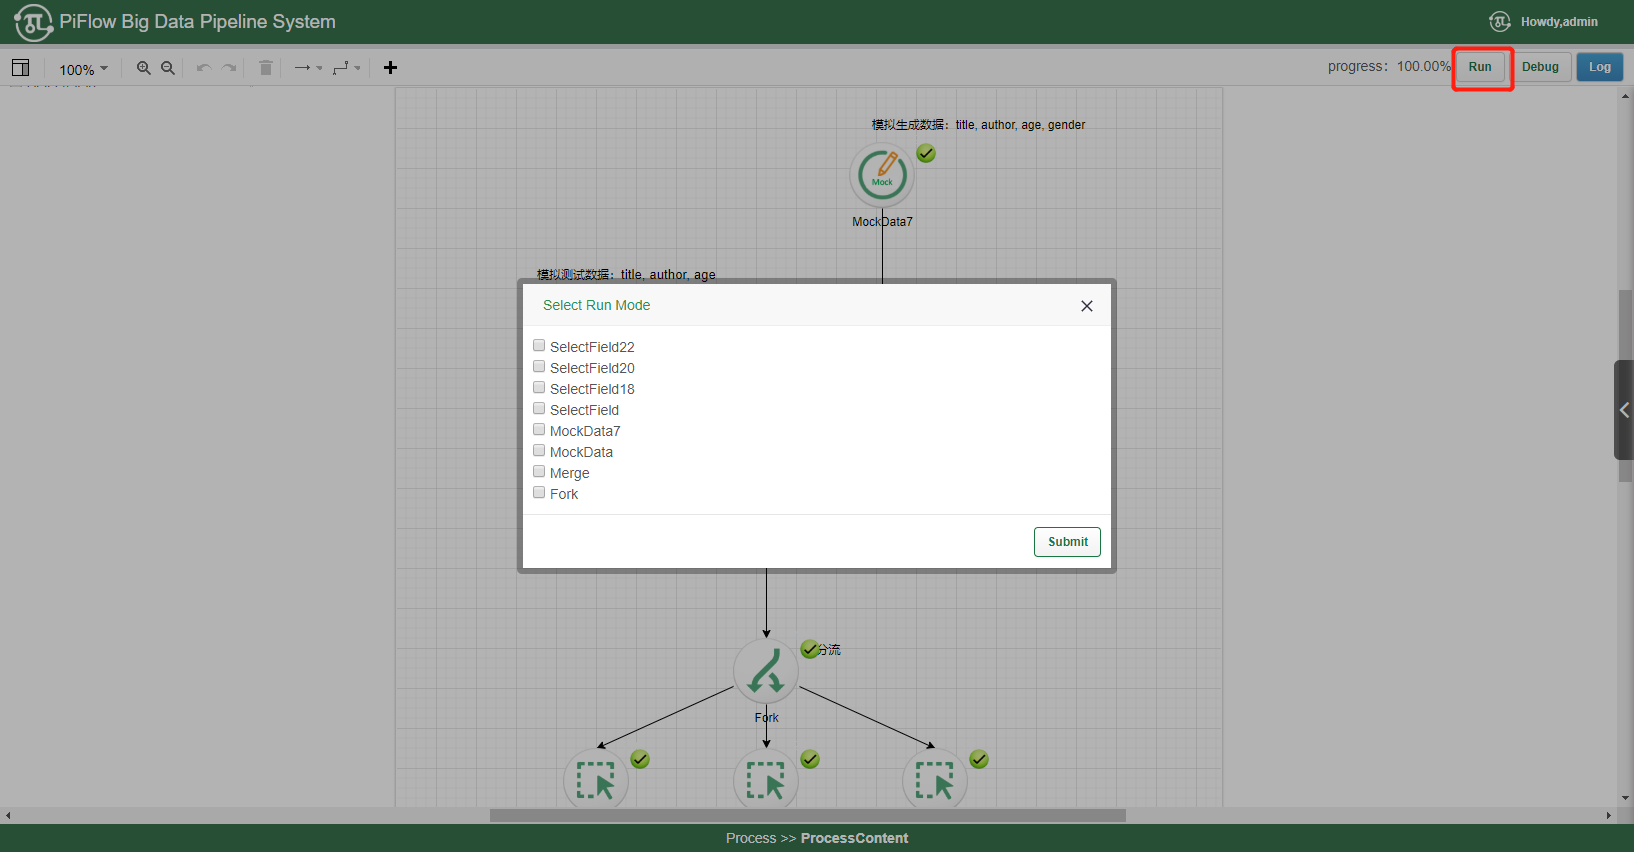 PiFlow Big Data Pipeline System
Howdy,admin
100%
progress: 100.00%
Run
Debug
Log
模拟生成数据：title, author, age, gender
Mock
MockData7
模拟测试数据：title, author, age
Select Run Mode
SelectField22
SelectField20
SelectField18
SelectField
MockData7
MockData
Merge
Fork
Submit
分流
Fork
Process >> ProcessContent